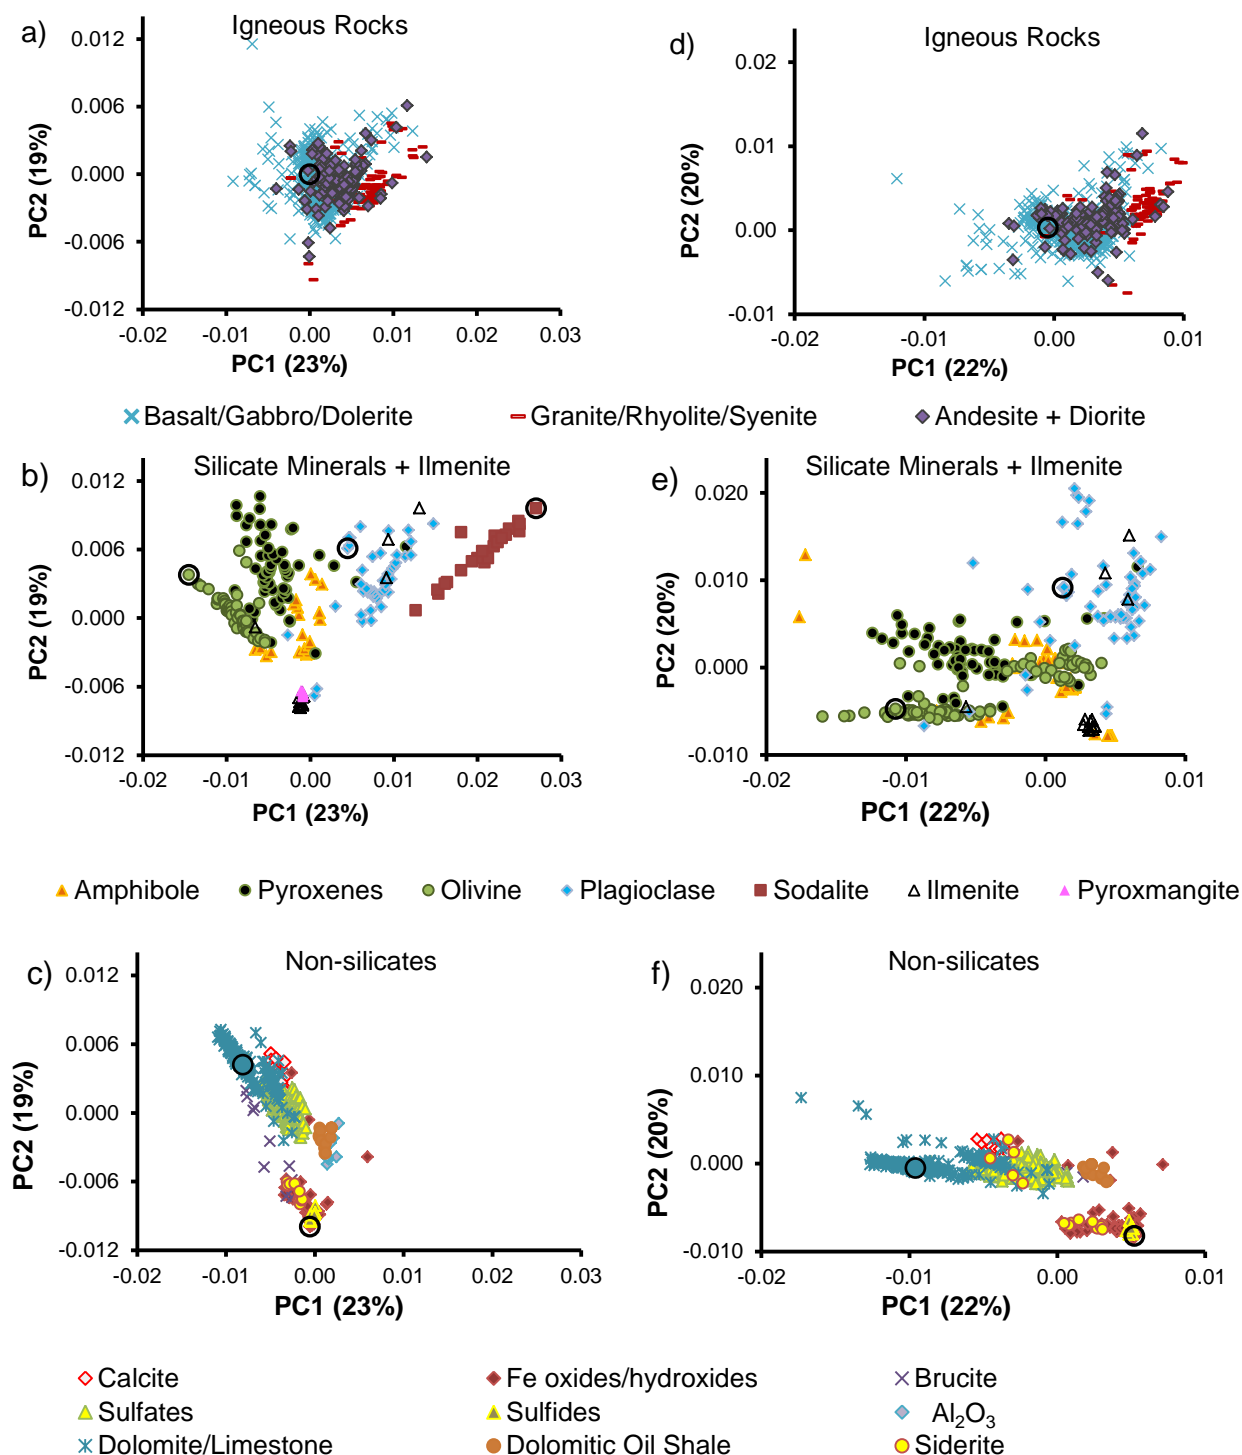 a)
Igneous Rocks
0.012
0.006
0.000
-0.006
-0.012
PC2 (19%)
-0.02
-0.01
0.00
0.01
0.02
0.03
PC1 (23%)
d)
Igneous Rocks
0.02
0.01
0.00
-0.01
PC2 (20%)
-0.02
-0.01
0.00
0.01
PC1 (22%)
Basalt/Gabbro/Dolerite
Granite/Rhyolite/Syenite
Andesite + Diorite
b)
Silicate Minerals + Ilmenite
0.012
0.006
0.000
-0.006
-0.012
PC2 (19%)
-0.02
-0.01
0.00
0.01
0.02
0.03
PC1 (23%)
e)
Silicate Minerals + Ilmenite
0.020
0.010
0.000
-0.010
PC2 (20%)
-0.02
-0.01
0.00
0.01
PC1 (22%)
Amphibole
Pyroxenes
Olivine
Plagioclase
Sodalite
Ilmenite
Pyroxmangite
c)
Non-silicates
0.012
0.006
0.000
-0.006
-0.012
PC2 (19%)
-0.02
-0.01
0.00
0.01
0.02
0.03
PC1 (23%)
f)
Non-silicates
0.020
0.010
0.000
-0.010
PC2 (20%)
-0.02
-0.01
0.00
0.01
PC1 (22%)
Calcite
Fe oxides/hydroxides
Brucite
Sulfates
Sulfides
Al₂O₃
Dolomite/Limestone
Dolomitic Oil Shale
Siderite